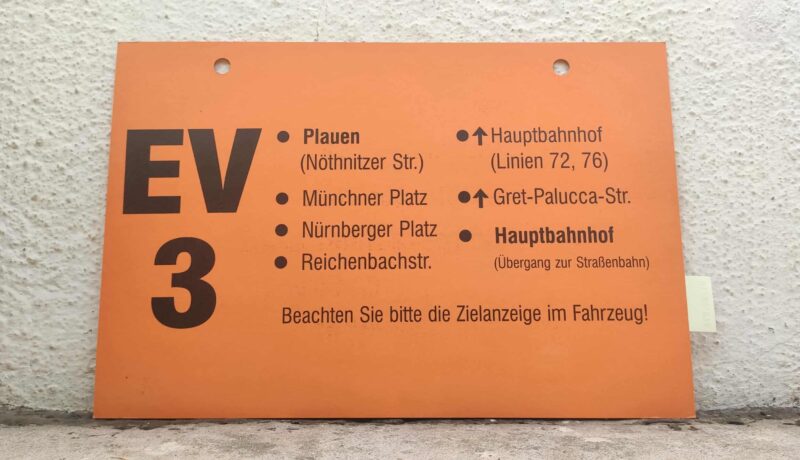 EV
3
● Plauen
(Nöthnitzer Str.)
● Münchner Platz
● Nürnberger Platz
● Reichenbachstr.
●↑Hauptbahnhof
(Linien 72, 76)
●↑ Gret-Palucca-Str.
● Hauptbahnhof
(Übergang zur Straßenbahn)
Beachten Sie bitte die Zielanzeige im Fahrzeug!